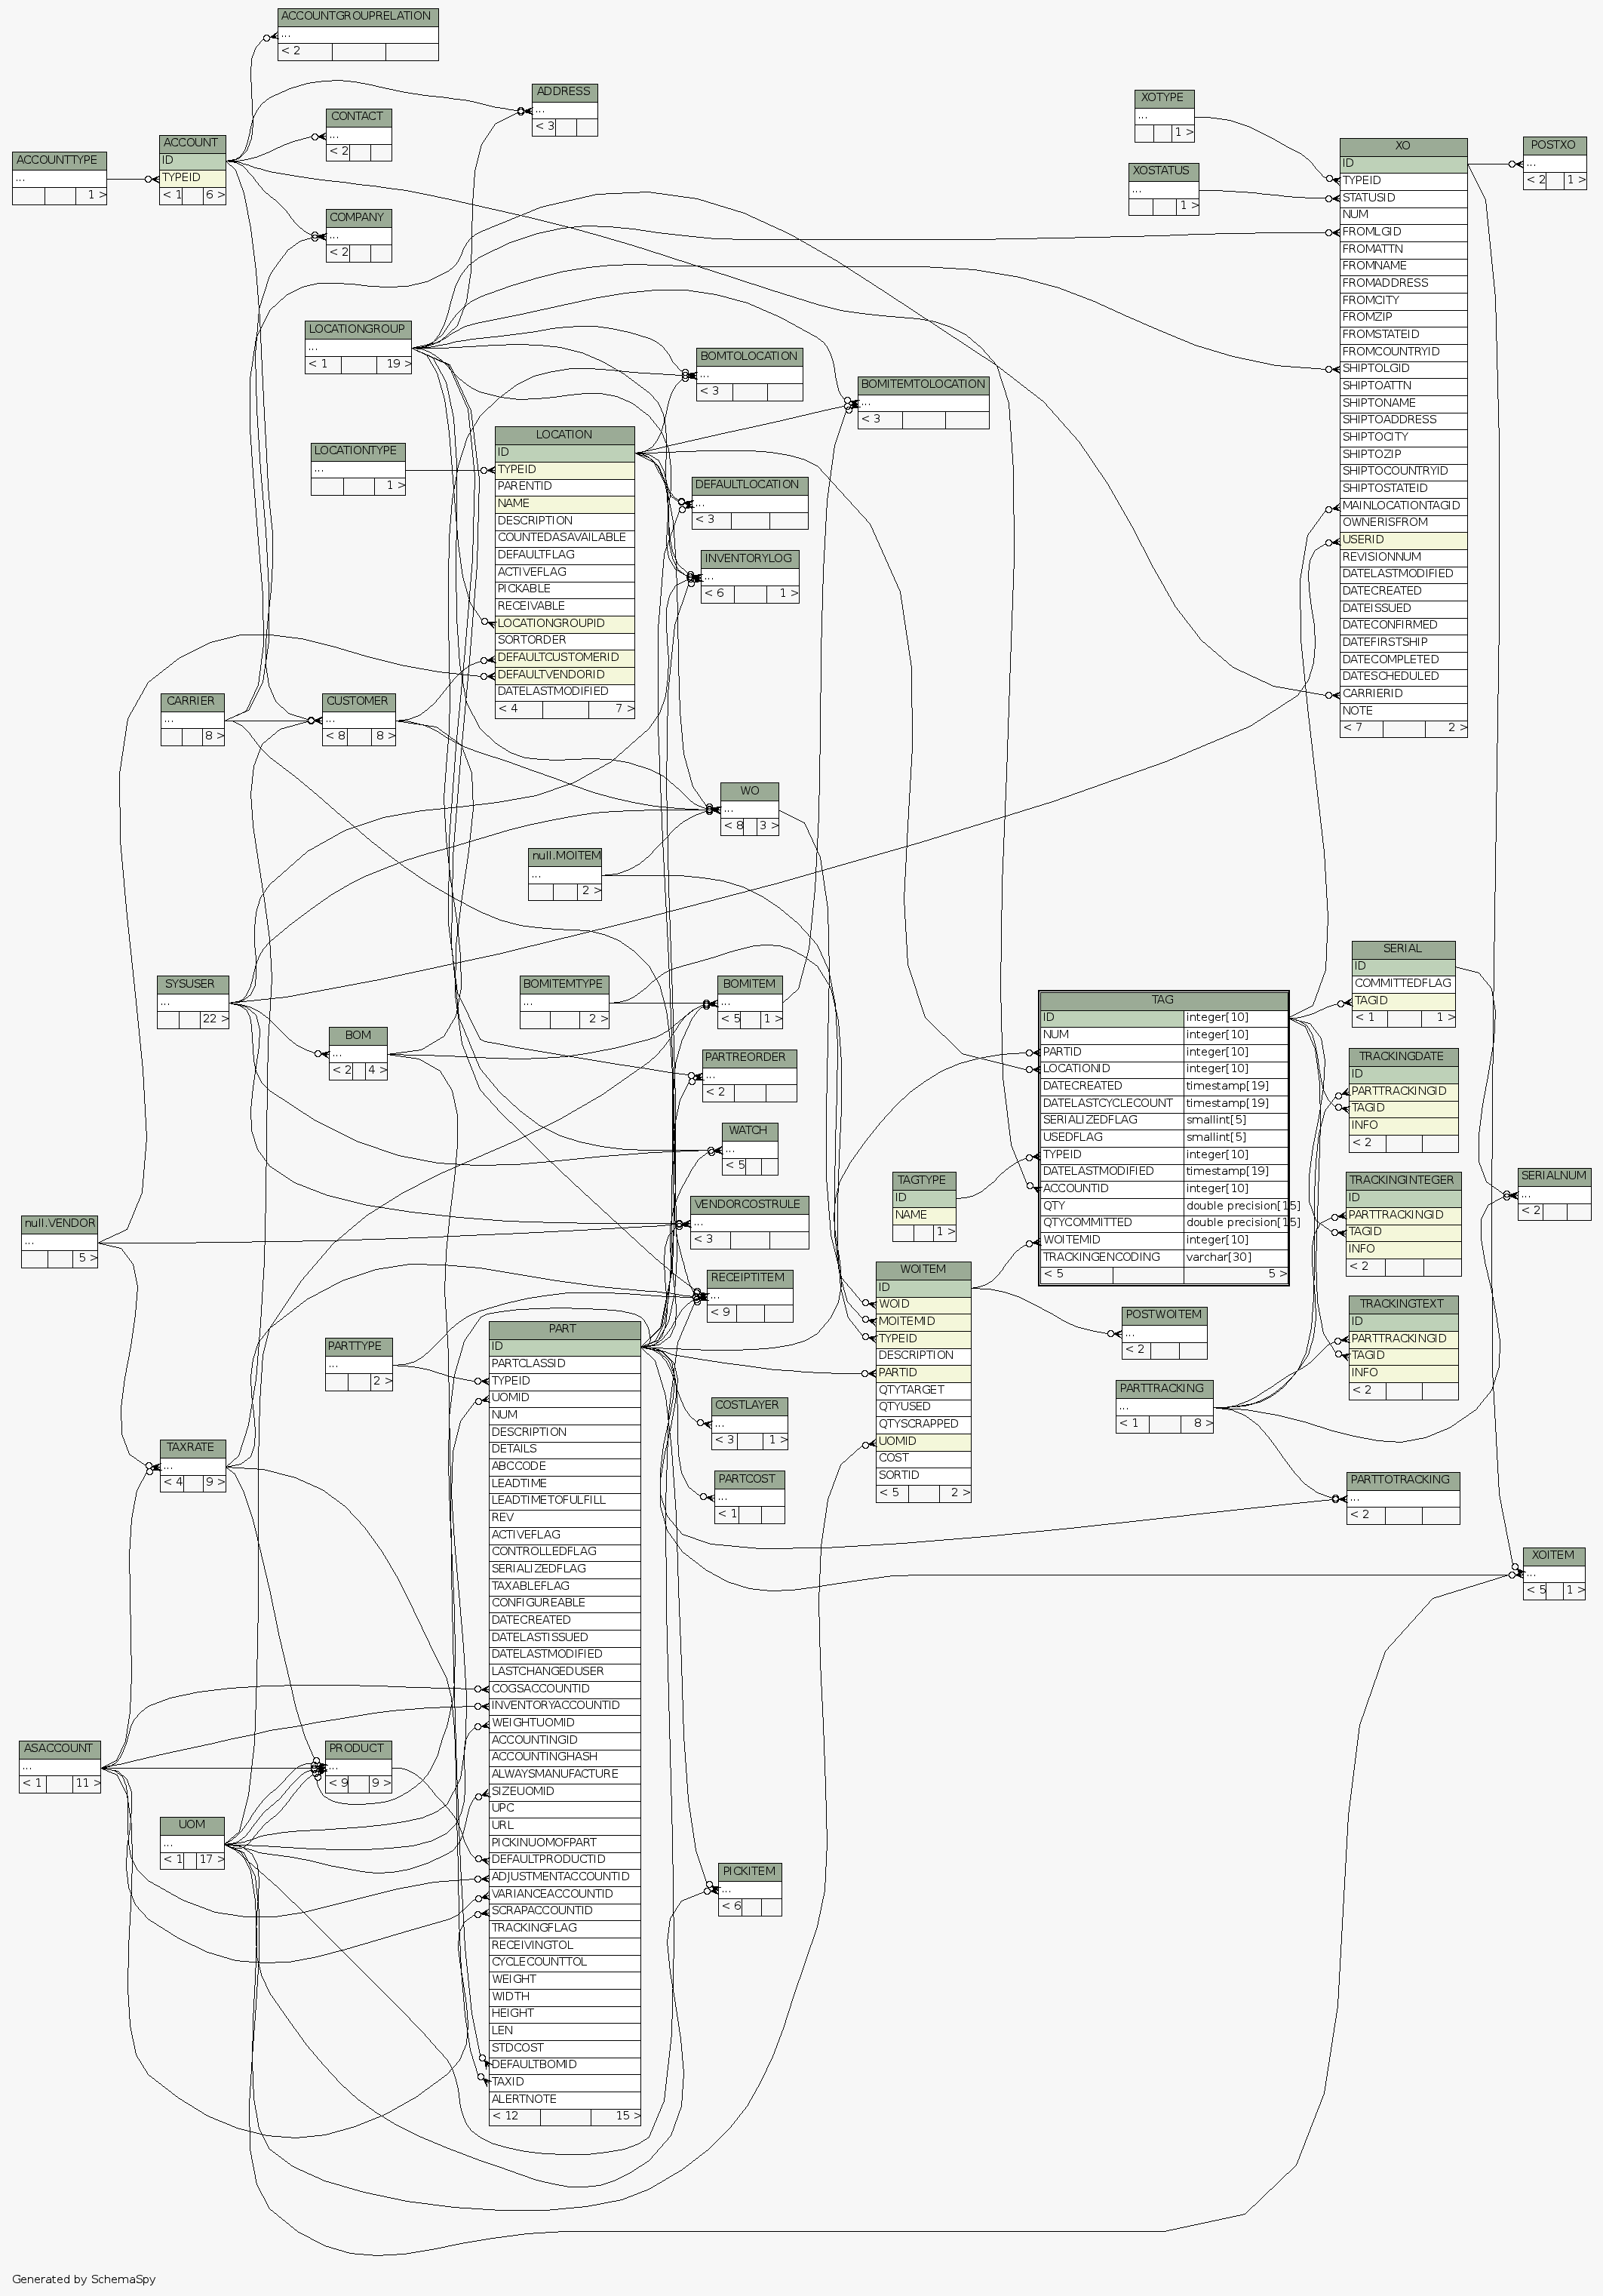 ACCOUNTGROUPRELATION
...
< 2
ADDRESS
...
< 3
CONTACT
...
< 2
ACCOUNT
ID
TYPEID
< 1 6 >
ACCOUNTTYPE
...
1 >
COMPANY
...
< 2
XOTYPE
...
1 >
XOSTATUS
...
1 >
XO
ID
TYPEID
STATUSID
NUM
FROMLGID
FROMATTN
FROMNAME
FROMADDRESS
FROMCITY
FROMZIP
FROMSTATEID
FROMCOUNTRYID
SHIPTOLGID
SHIPTOATTN
SHIPTONAME
SHIPTOADDRESS
SHIPTOCITY
SHIPTOZIP
SHIPTOCOUNTRYID
SHIPTOSTATEID
MAINLOCATIONTAGID
OWNERISFROM
USERID
REVISIONNUM
DATELASTMODIFIED
DATECREATED
DATEISSUED
DATECONFIRMED
DATEFIRSTSHIP
DATECOMPLETED
DATESCHEDULED
CARRIERID
NOTE
< 7 2 >
POSTXO
...
< 2 1 >
LOCATIONGROUP
...
< 1 19 >
BOMTOLOCATION
...
< 3
BOMITEMTOLOCATION
...
< 3
LOCATIONTYPE
...
1 >
LOCATION
ID
TYPEID
PARENTID
NAME
DESCRIPTION
COUNTEDASAVAILABLE
DEFAULTFLAG
ACTIVEFLAG
PICKABLE
RECEIVABLE
LOCATIONGROUPID
SORTORDER
DEFAULTCUSTOMERID
DEFAULTVENDORID
DATELASTMODIFIED
< 4 7 >
DEFAULTLOCATION
...
< 3
INVENTORYLOG
...
< 6 1 >
CARRIER
...
8 >
CUSTOMER
...
< 8 8 >
WO
...
< 8 3 >
null.MOITEM
...
2 >
SYSUSER
...
22 >
BOM
...
< 2 4 >
BOMITEMTYPE
...
2 >
BOMITEM
...
< 5 1 >
PARTREORDER
...
< 2
WATCH
...
< 5
VENDORCOSTRULE
...
< 3
RECEIPTITEM
...
< 9
null.VENDOR
...
5 >
TAG
ID integer[10]
NUM integer[10]
PARTID integer[10]
LOCATIONID integer[10]
DATECREATED timestamp[19]
DATELASTCYCLECOUNT timestamp[19]
SERIALIZEDFLAG smallint[5]
USEDFLAG smallint[5]
TYPEID integer[10]
DATELASTMODIFIED timestamp[19]
ACCOUNTID integer[10]
QTY double precision[15]
QTYCOMMITTED double precision[15]
WOITEMID integer[10]
TRACKINGENCODING varchar[30]
< 5 5 >
SERIAL
ID
COMMITTEDFLAG
TAGID
< 1 1 >
TRACKINGDATE
ID
PARTTRACKINGID
TAGID
INFO
< 2
TRACKINGINTEGER
ID
PARTTRACKINGID
TAGID
INFO
< 2
TRACKINGTEXT
ID
PARTTRACKINGID
TAGID
INFO
< 2
SERIALNUM
...
< 2
TAGTYPE
ID
NAME
1 >
WOITEM
ID
WOID
MOITEMID
TYPEID
DESCRIPTION
PARTID
QTYTARGET
QTYUSED
QTYSCRAPPED
UOMID
COST
SORTID
< 5 2 >
POSTWOITEM
...
< 2
PARTTRACKING
...
< 1 8 >
PARTTOTRACKING
...
< 2
XOITEM
...
< 5 1 >
PARTTYPE
...
2 >
PART
ID
PARTCLASSID
TYPEID
UOMID
NUM
DESCRIPTION
DETAILS
ABCCODE
LEADTIME
LEADTIMETOFULFILL
REV
ACTIVEFLAG
CONTROLLEDFLAG
SERIALIZEDFLAG
TAXABLEFLAG
CONFIGUREABLE
DATECREATED
DATELASTISSUED
DATELASTMODIFIED
LASTCHANGEDUSER
COGSACCOUNTID
INVENTORYACCOUNTID
WEIGHTUOMID
ACCOUNTINGID
ACCOUNTINGHASH
ALWAYSMANUFACTURE
SIZEUOMID
UPC
URL
PICKINUOMOFPART
DEFAULTPRODUCTID
ADJUSTMENTACCOUNTID
VARIANCEACCOUNTID
SCRAPACCOUNTID
TRACKINGFLAG
RECEIVINGTOL
CYCLECOUNTTOL
WEIGHT
WIDTH
HEIGHT
LEN
STDCOST
DEFAULTBOMID
TAXID
ALERTNOTE
< 12 15 >
COSTLAYER
...
< 3 1 >
PARTCOST
...
< 1
TAXRATE
...
< 4 9 >
ASACCOUNT
...
< 1 11 >
PRODUCT
...
< 9 9 >
UOM
...
< 1 17 >
PICKITEM
...
< 6
Generated by SchemaSpy